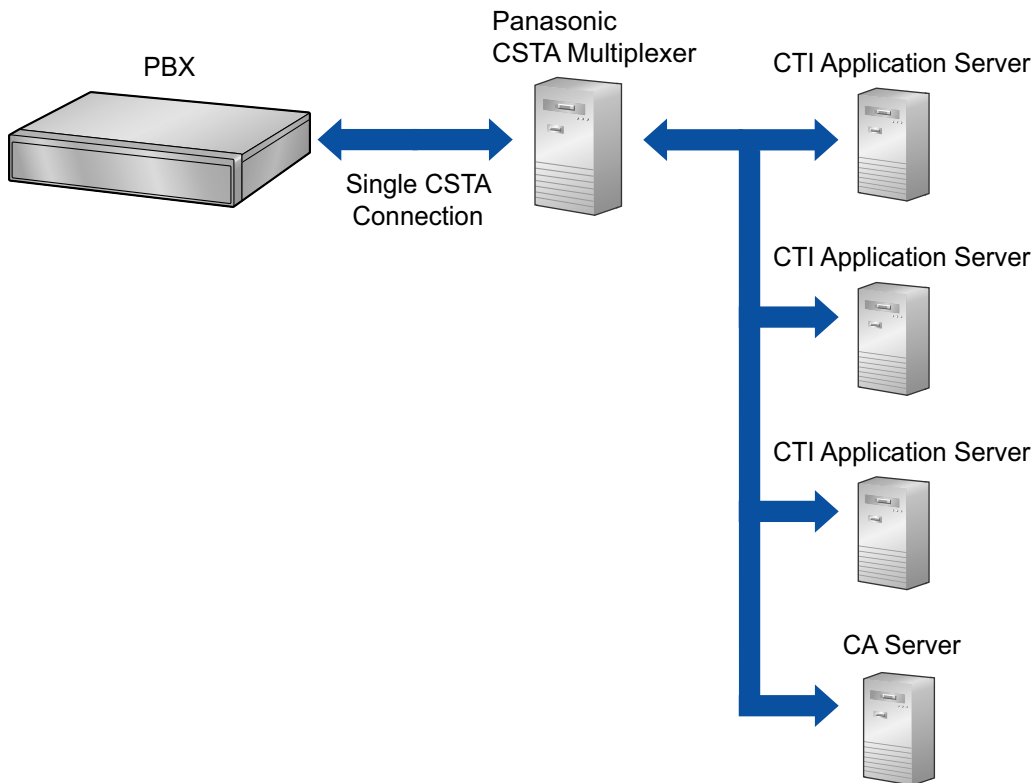 PBX
Panasonic
CSTA Multiplexer
CTI Application Server
Single CSTA
Connection
CTI Application Server
CTI Application Server
CA Server